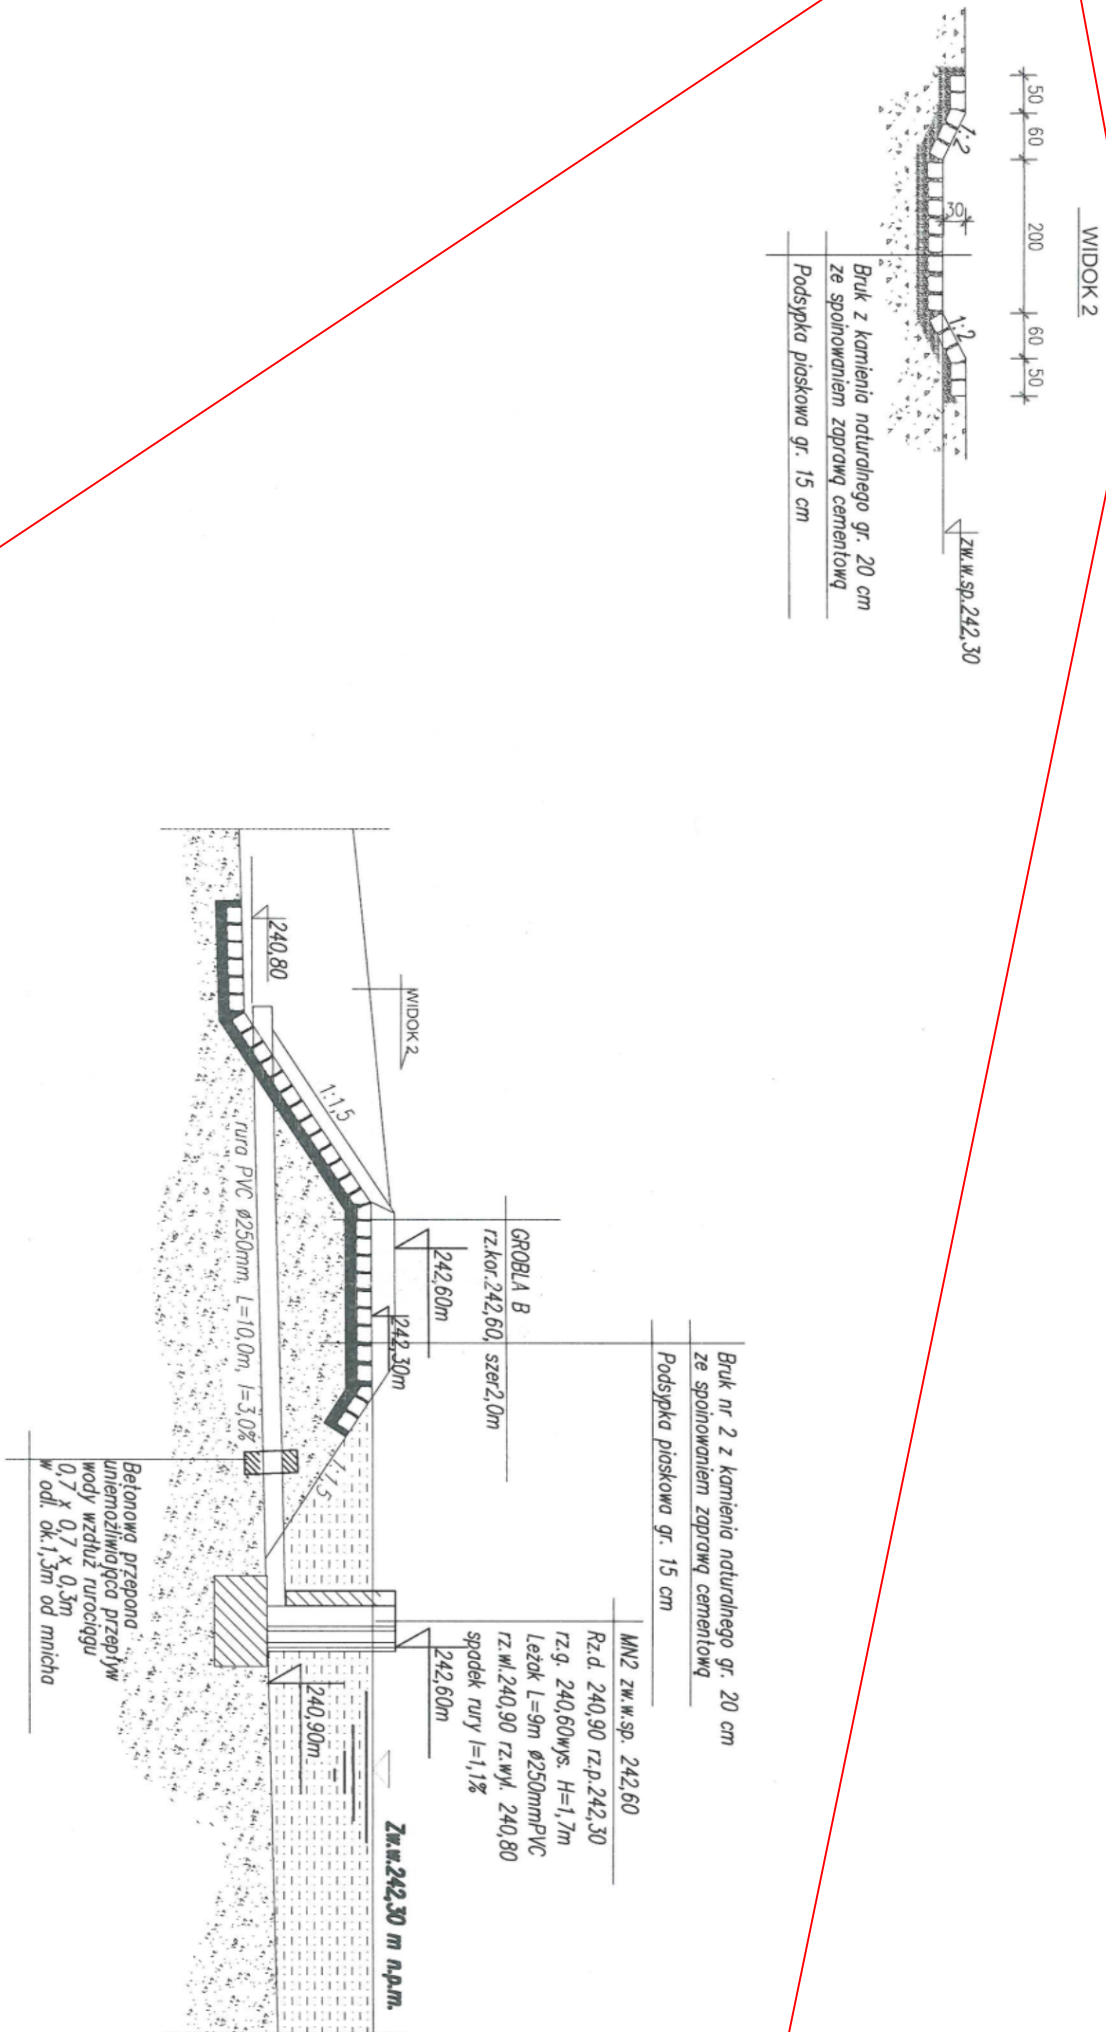 WIDOK 2
50
60
200
60
50
1:2
30
1:2
zw.w.sp.242,30
Bruk z kamienia naturalnego gr. 20 cm
ze spoinowaniem zaprawą cementową
Podsypka piaskowa gr. 15 cm
Bruk nr 2 z kamienia naturalnego gr. 20 cm
ze spoinowaniem zaprawą cementową
Podsypka piaskowa gr. 15 cm
MN2 zw.w.sp. 242,60
Rz.d. 240,90 rz.p.242,30
rz.g. 240,60wys. H=1,7m
Leżak L=9m ø250mmPVC
rz.wl.240,90 rz.wył. 240,80
spadek rury I=1,1%
GROBLA B
rz.kor.242,60, szer2,0m
242,60m
242,30m
242,60m
WIDOK 2
Zw.w.242,30 m n.p.m.
1:1,5
1:1,5
240,80
240,90m
rura PVC ø250mm, L=10,0m, I=3,0%
Betonowa przepona
uniemożliwiająca przepływ
wody wzdłuż rurociągu
0,7 x 0,7 x 0,3m
w odl. ok.1,3m od mnicha